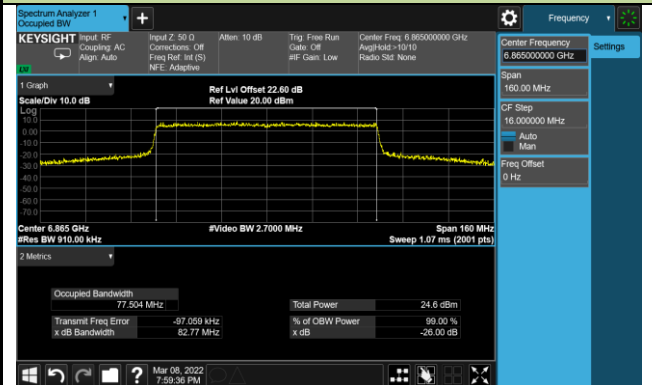 Spectrum Analyzer 1
Occupied BW
Frequency
KEYSIGHT
Input: RF
Coupling: AC
Align: Auto
Input Z: 50 Ω
Corrections: Off
Freq Ref: Int (S)
NFE: Adaptive
Atten: 10 dB
Trig: Free Run
Gate: Off
#IF Gain: Low
Center Freq: 6.865000000 GHz
Avg|Hold:>10/10
Radio Std: None
Center Frequency
6.865000000 GHz
Settings
Span
160.00 MHz
CF Step
16.000000 MHz
Auto
Man
Freq Offset
0 Hz
1 Graph
Scale/Div 10.0 dB
Ref Lvl Offset 22.60 dB
Ref Value 20.00 dBm
Log
10.0
0.00
-10.0
-20.0
-30.0
-40.0
-50.0
-60.0
-70.0
Center 6.865 GHz
#Video BW 2.7000 MHz
Span 160 MHz
#Res BW 910.00 kHz
Sweep 1.07 ms (2001 pts)
2 Metrics
Occupied Bandwidth
77.504 MHz
Total Power 24.6 dBm
Transmit Freq Error -97.059 kHz
% of OBW Power 99.00 %
x dB Bandwidth 82.77 MHz
x dB -26.00 dB
?
Mar 08, 2022
7:59:36 PM